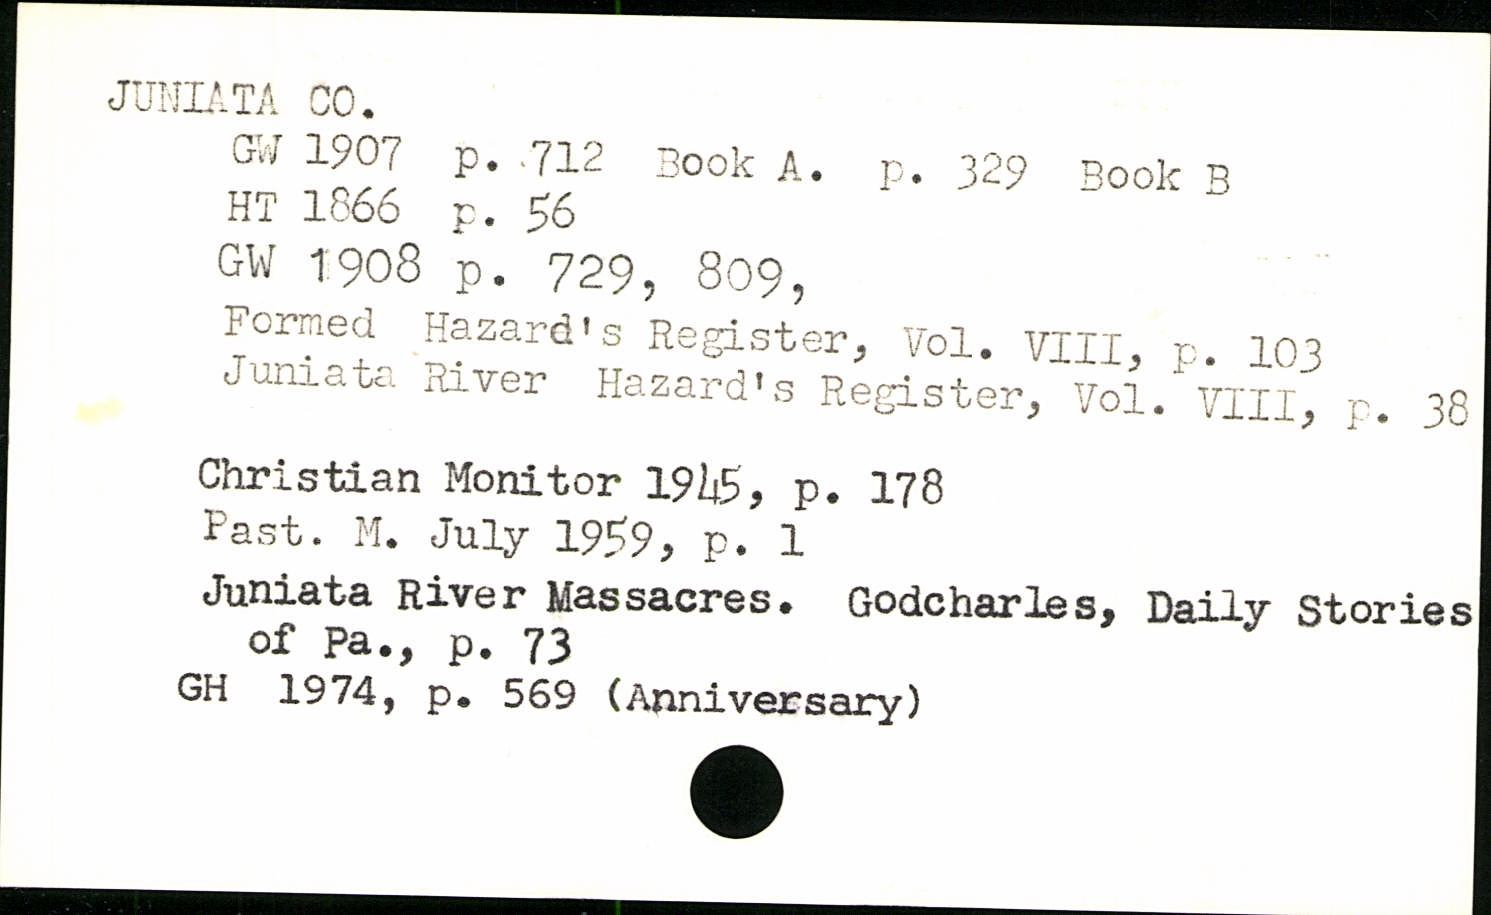 JUNIATA CO.
GW 1907 p. 712 Book A. p. 329 Book B
HT 1866 p. 56
GW 1908 p. 729, 809,
Formed Hazard's Register, Vol. VIII, p. 103
Juniata River Hazard's Register, Vol. VIII, p. 38
Christian Monitor 1945, p. 178
Past. M. July 1959, p. 1
Juniata River Massacres. Godcharles, Daily Stories
of Pa., p. 73
GH 1974, p. 569 (Anniversary)